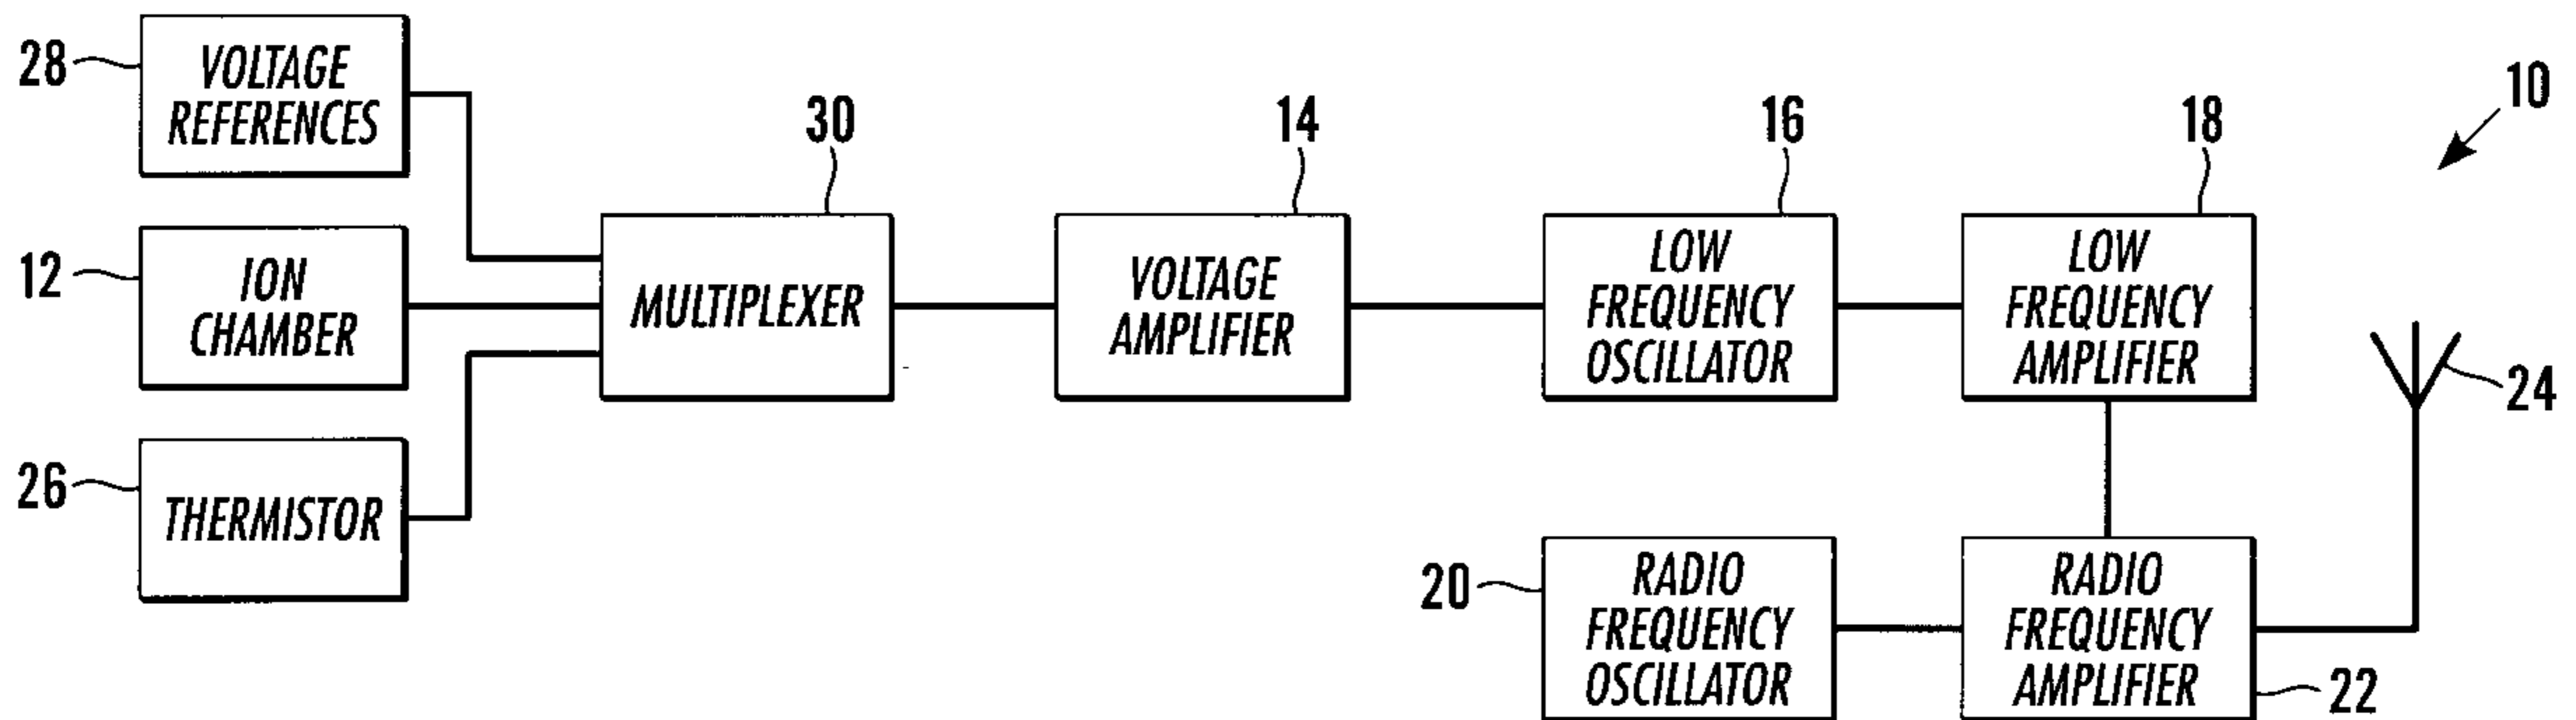 28
VOLTAGE
REFERENCES
12
ION
CHAMBER
26
THERMISTOR
30
MULTIPLEXER
14
VOLTAGE
AMPLIFIER
16
LOW
FREQUENCY
OSCILLATOR
18
LOW
FREQUENCY
AMPLIFIER
10
24
20
RADIO
FREQUENCY
OSCILLATOR
RADIO
FREQUENCY
AMPLIFIER
22